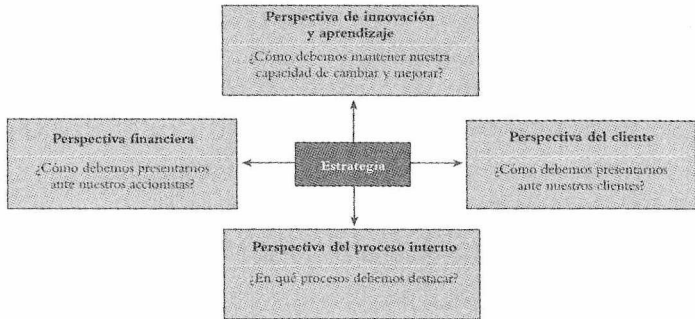 Perspectiva de innovación
y aprendizaje
¿Cómo debemos mantener nuestra
capacidad de cambiar y mejorar?
Perspectiva financiera
¿Cómo debemos presentarnos
ante nuestros accionistas?
Estrategia
Perspectiva del cliente
¿Cómo debemos presentarnos
ante nuestros clientes?
Perspectiva del proceso interno
¿En qué procesos debemos destacar?